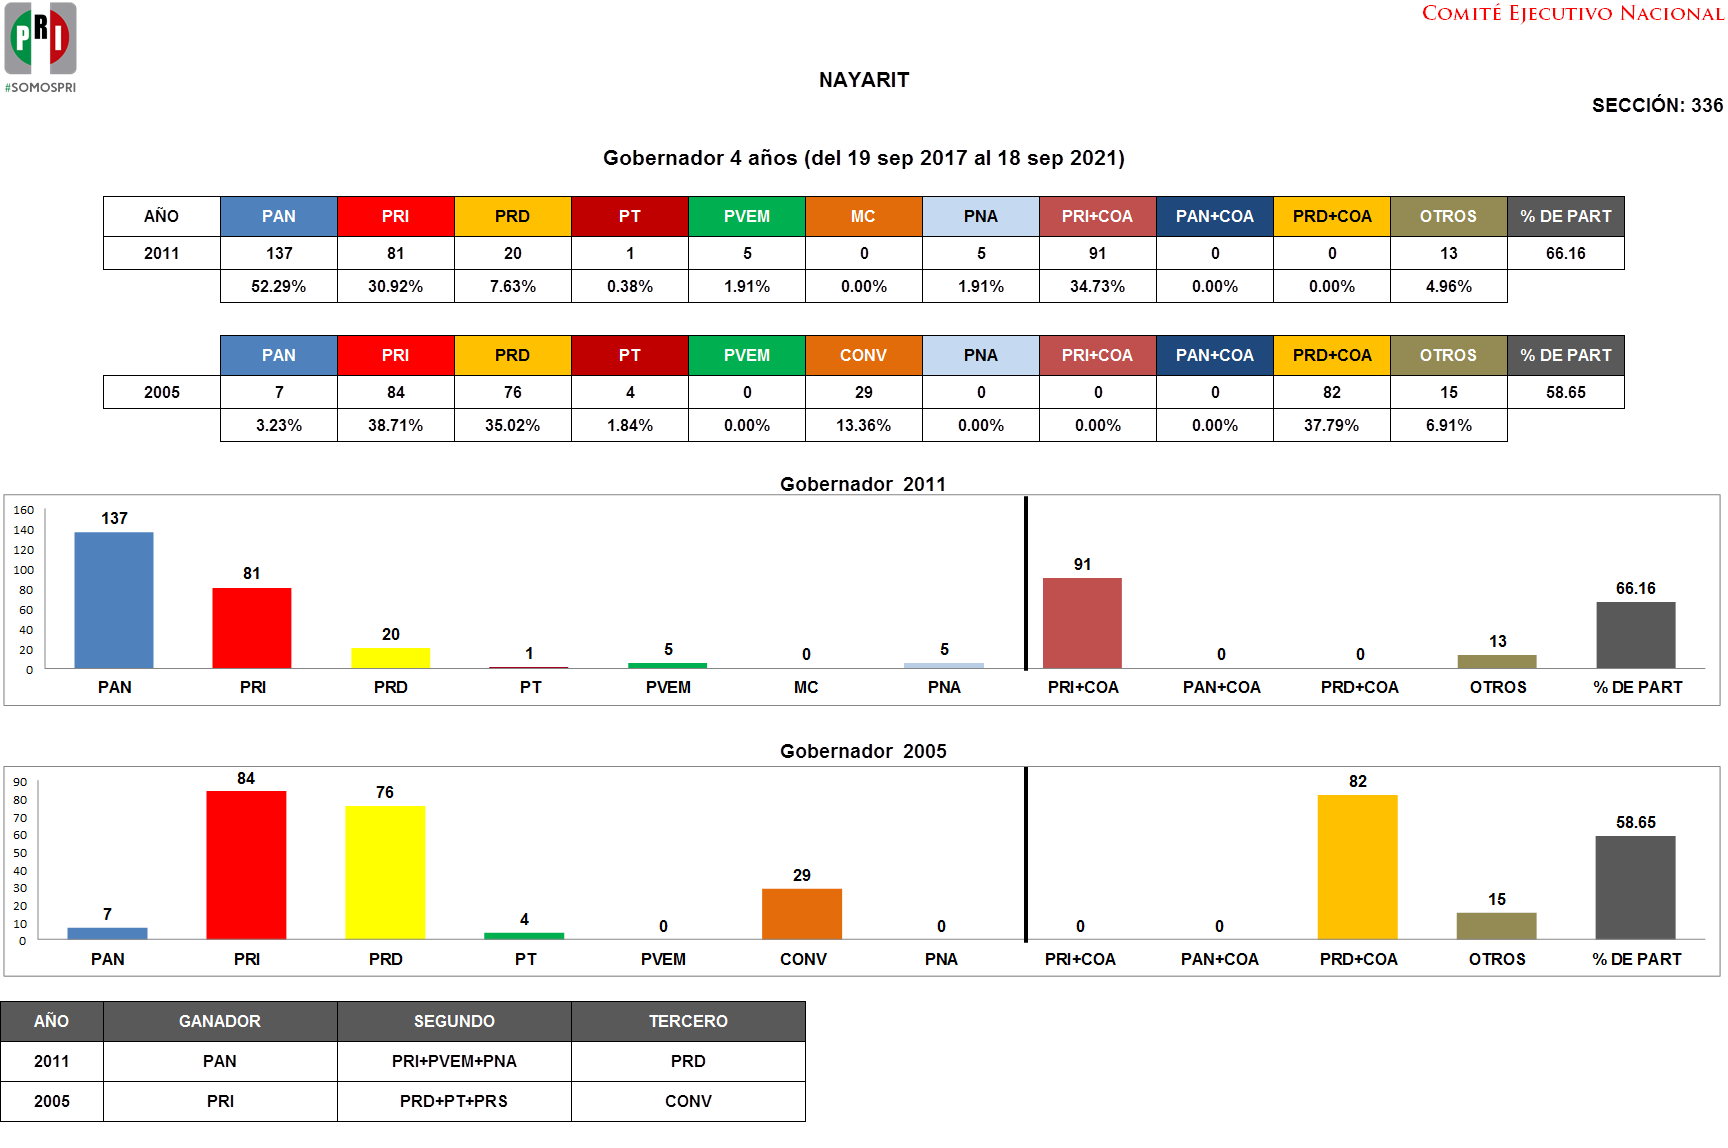 PRI
#SOMOSPRI
COMITÉ EJECUTIVO NACIONAL
NAYARIT
SECCIÓN: 336
Gobernador 4 años (del 19 sep 2017 al 18 sep 2021)
AÑO PAN PRI PRD PT PVEM MC PNA PRI+COA PAN+COA PRD+COA OTROS % DE PART
2011 137 81 20 1 5 0 5 91 0 0 13 66.16
52.29% 30.92% 7.63% 0.38% 1.91% 0.00% 1.91% 34.73% 0.00% 0.00% 4.96%
PAN PRI PRD PT PVEM CONV PNA PRI+COA PAN+COA PRD+COA OTROS % DE PART
2005 7 84 76 4 0 29 0 0 0 82 15 58.65
3.23% 38.71% 35.02% 1.84% 0.00% 13.36% 0.00% 0.00% 0.00% 37.79% 6.91%
Gobernador 2011
160
140
120
100
80
60
40
20
0
137 81 20 1 5 0 5 91 0 0 13 66.16
PAN PRI PRD PT PVEM MC PNA PRI+COA PAN+COA PRD+COA OTROS % DE PART
Gobernador 2005
90
80
70
60
50
40
30
20
10
0
7 84 76 4 0 29 0 0 0 82 15 58.65
PAN PRI PRD PT PVEM CONV PNA PRI+COA PAN+COA PRD+COA OTROS % DE PART
AÑO GANADOR SEGUNDO TERCERO
2011 PAN PRI+PVEM+PNA PRD
2005 PRI PRD+PT+PRS CONV